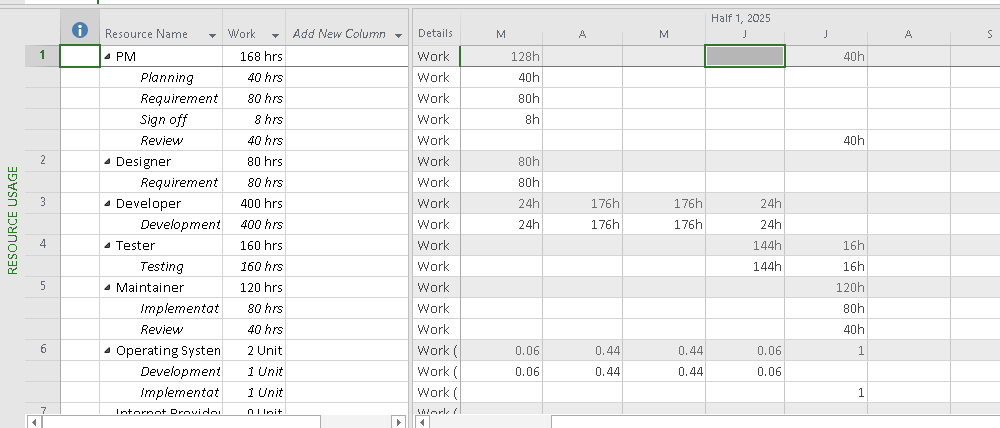 Half 1, 2025
Resource Name Work Add New Column Details M A M J J A S
1 PM 168 hrs Work 128h 40h
Planning 40 hrs Work 40h
Requirement 80 hrs Work 80h
Sign off 8 hrs Work 8h
Review 40 hrs Work 40h
2 Designer 80 hrs Work 80h
Requirement 80 hrs Work 80h
3 Developer 400 hrs Work 24h 176h 176h 24h
Development 400 hrs Work 24h 176h 176h 24h
4 Tester 160 hrs Work 144h 16h
Testing 160 hrs Work 144h 16h
5 Maintainer 120 hrs Work 120h
Implementat 80 hrs Work 80h
Review 40 hrs Work 40h
6 Operating System 2 Unit Work ( 0.06 0.44 0.44 0.06 1
Development 1 Unit Work ( 0.06 0.44 0.44 0.06
Implementat 1 Unit Work ( 1
7 Internet Provide 0 Unit Work (
RESOURCE USAGE